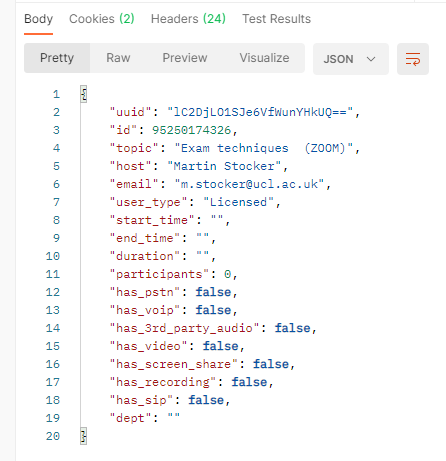 Body Cookies (2) Headers (24) Test Results
Pretty Raw Preview Visualize JSON
1 {
2 "uuid": "lC2DjLO1SJe6VfWunYHkUQ==",
3 "id": 95250174326,
4 "topic": "Exam techniques  (ZOOM)",
5 "host": "Martin Stocker",
6 "email": "m.stocker@ucl.ac.uk",
7 "user_type": "Licensed",
8 "start_time": "",
9 "end_time": "",
10 "duration": "",
11 "participants": 0,
12 "has_pstn": false,
13 "has_voip": false,
14 "has_3rd_party_audio": false,
15 "has_video": false,
16 "has_screen_share": false,
17 "has_recording": false,
18 "has_sip": false,
19 "dept": ""
20 }